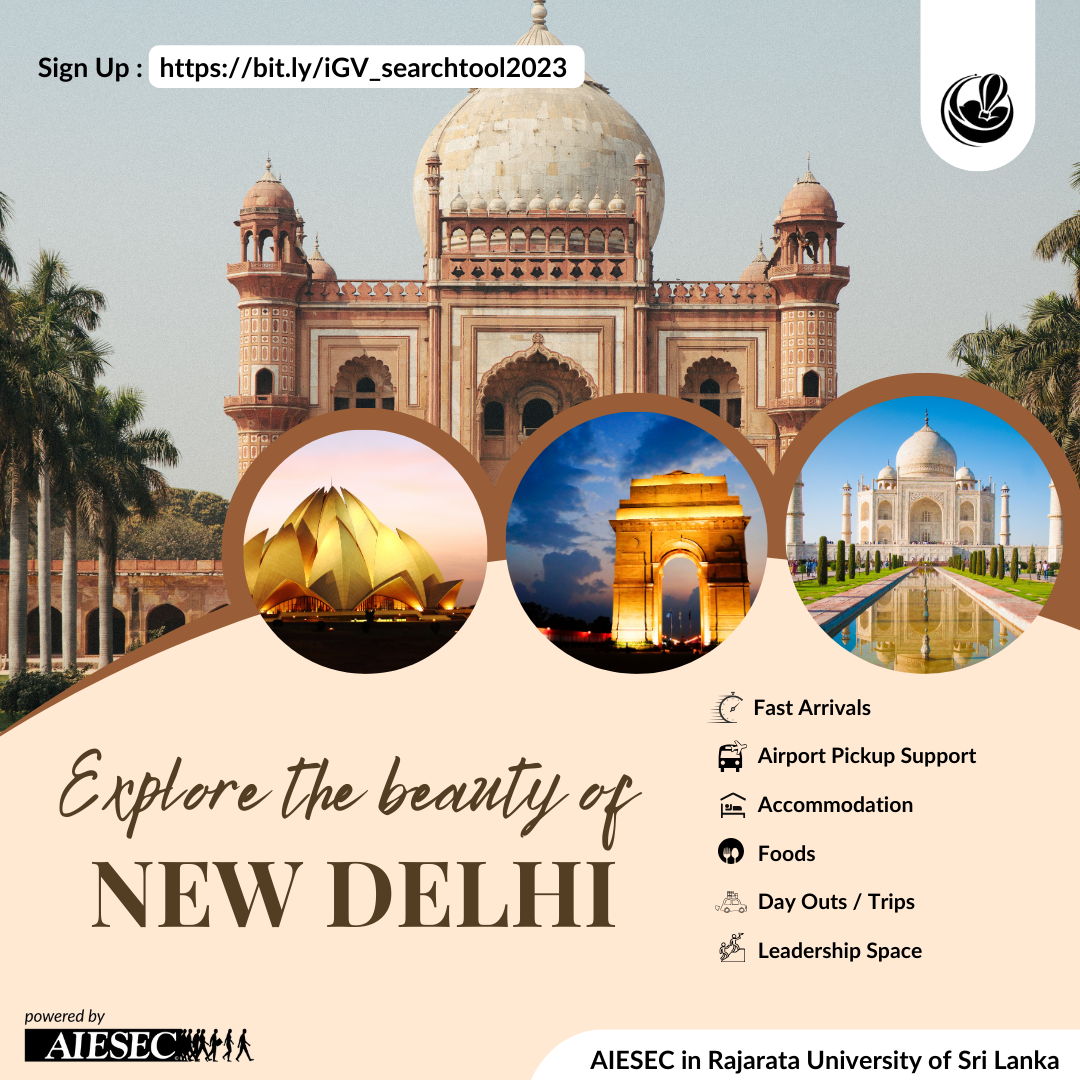 Sign Up : https://bit.ly/iGV_searchtool2023
Fast Arrivals
Airport Pickup Support
Accommodation
Foods
Day Outs / Trips
Leadership Space
Explore the beauty of
NEW DELHI
powered by
AIESEC
AIESEC in Rajarata University of Sri Lanka